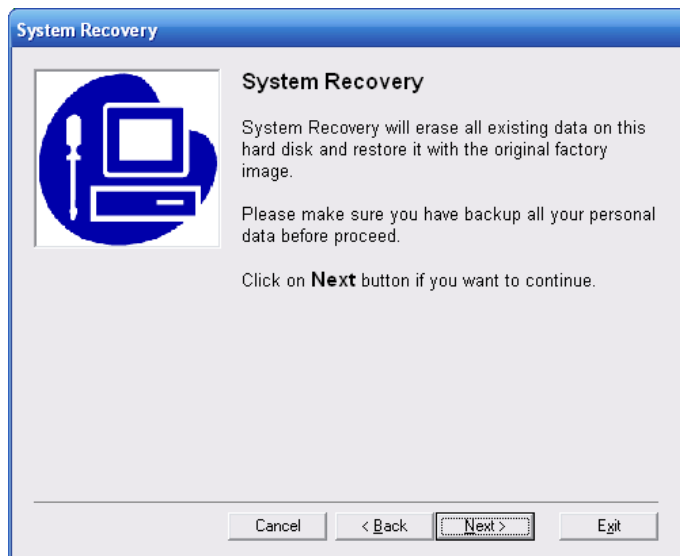 System Recovery
System Recovery
System Recovery will erase all existing data on this
hard disk and restore it with the original factory
image.
Please make sure you have backup all your personal
data before proceed.
Click on Next button if you want to continue.
Cancel
< Back
Next >
Exit